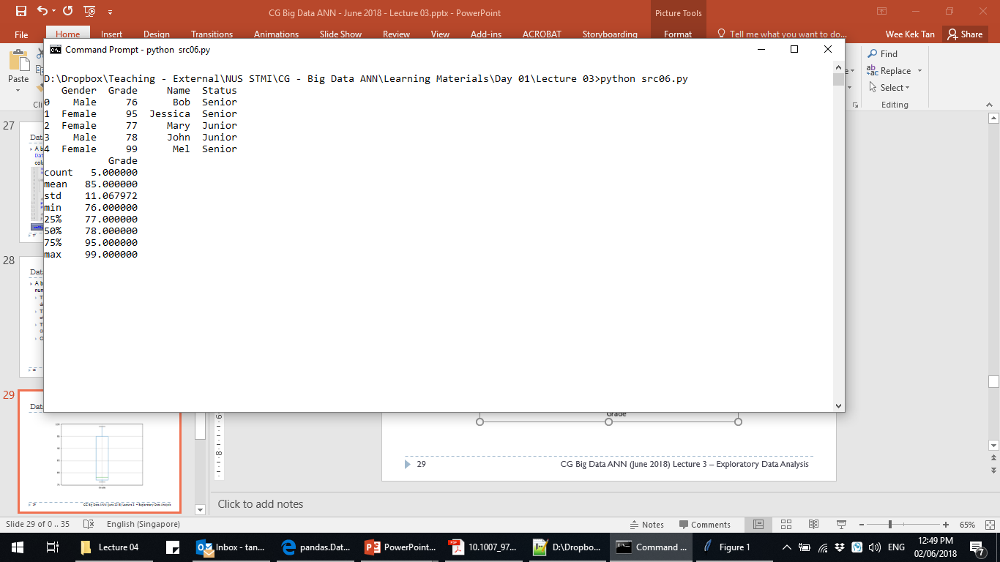 CG Big Data ANN - June 2018 - Lecture 03.pptx - PowerPoint
Picture Tools
File Home Insert Design Transitions Animations Slide Show Review View Add-ins ACROBAT Storyboarding Format Tell me what you want to do... Wee Kek Tan Share
Paste
Find
Replace
Select
Editing
Command Prompt - python  src06.py
D:\Dropbox\Teaching - External\NUS STMI\CG - Big Data ANN\Learning Materials\Day 01\Lecture 03>python src06.py
   Gender  Grade     Name  Status
0    Male     76      Bob  Senior
1  Female     95  Jessica  Senior
2  Female     77     Mary  Junior
3    Male     78     John  Junior
4  Female     99      Mel  Senior
           Grade
count   5.000000
mean   85.000000
std    11.067972
min    76.000000
25%    77.000000
50%    78.000000
75%    95.000000
max    99.000000
27
28
29
Grade
29 CG Big Data ANN (June 2018) Lecture 3 – Exploratory Data Analysis
Click to add notes
Slide 29 of 0 .. 35 English (Singapore) Notes Comments 65%
Lecture 04 Inbox - tan... pandas.Dat... PowerPoint... 10.1007_97... D:\Dropbo... Command ... Figure 1 ENG
12:49 PM
02/06/2018
7